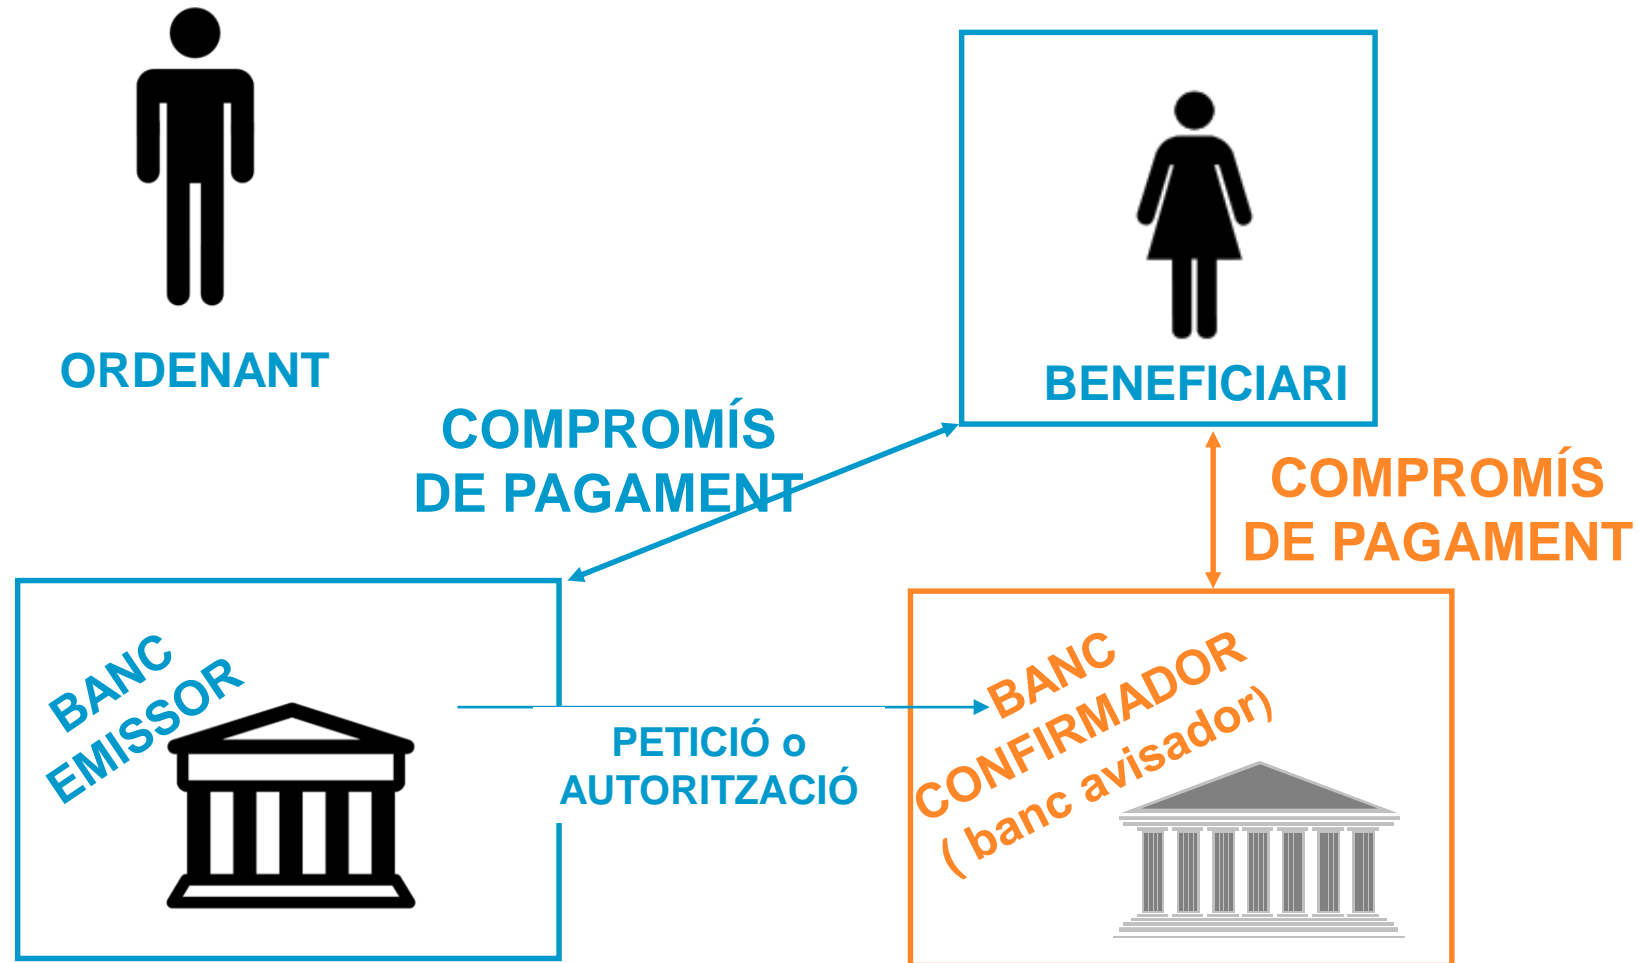 ORDENANT
BENEFICIARI
COMPROMÍS
DE PAGAMENT
COMPROMÍS
DE PAGAMENT
BANC
EMISSOR
PETICIÓ o
AUTORITZACIÓ
BANC
CONFIRMADOR
( banc avisador)